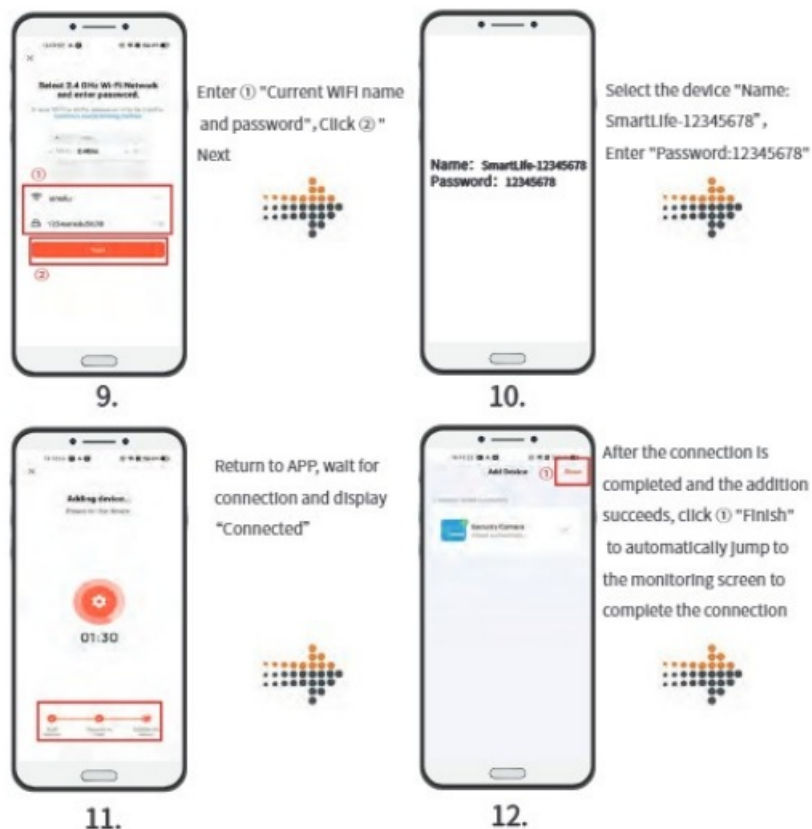 Select 2.4 GHz Wi-Fi Network
and enter password.
①
②
Enter ① "Current WIFI name
and password",Click ② "
Next
9.
Name: SmartLife-12345678
Password: 12345678
Select the device "Name:
SmartLife-12345678",
Enter "Password:12345678"
10.
Adding device...
01:30
Return to APP, wait for
connection and display
“Connected”
11.
Add Device
①
After the connection is
completed and the addition
succeeds, click ① "Finish"
to automatically jump to
the monitoring screen to
complete the connection
12.